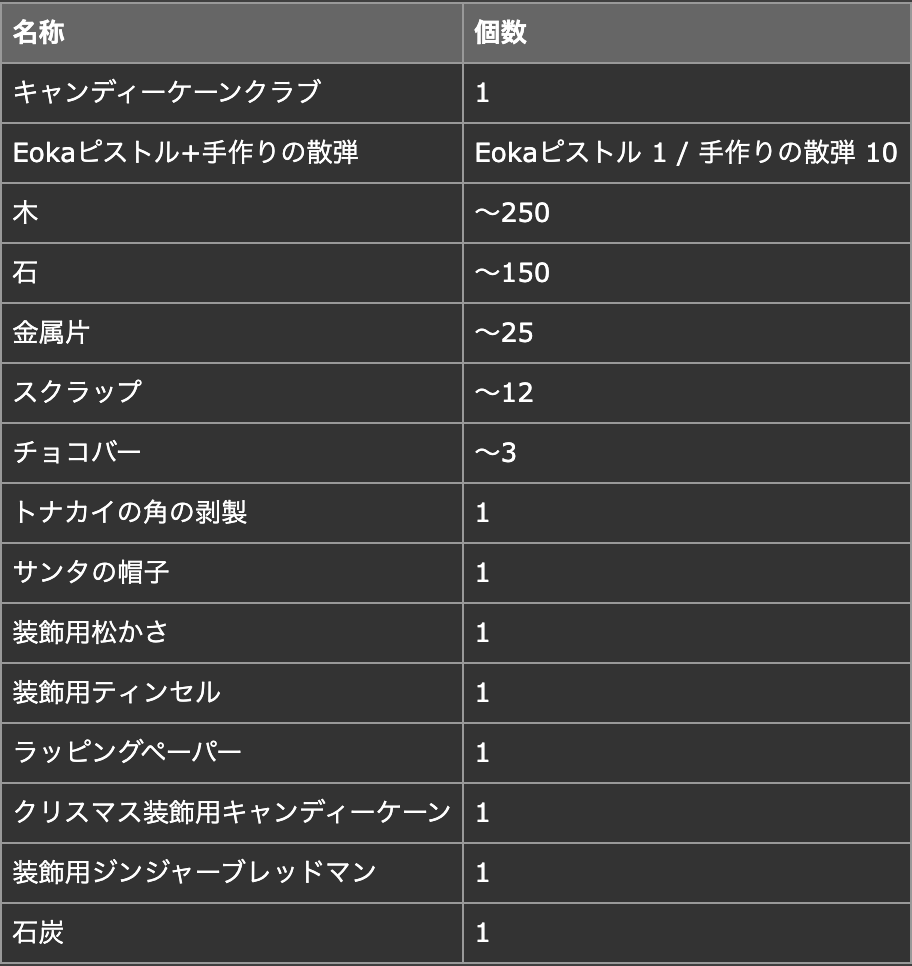 名称 個数
キャンディーケーンクラブ 1
Eokaピストル+手作りの散弾 Eokaピストル 1 / 手作りの散弾 10
木 ～250
石 ～150
金属片 ～25
スクラップ ～12
チョコバー ～3
トナカイの角の剥製 1
サンタの帽子 1
装飾用松かさ 1
装飾用ティンセル 1
ラッピングペーパー 1
クリスマス装飾用キャンディーケーン 1
装飾用ジンジャーブレッドマン 1
石炭 1